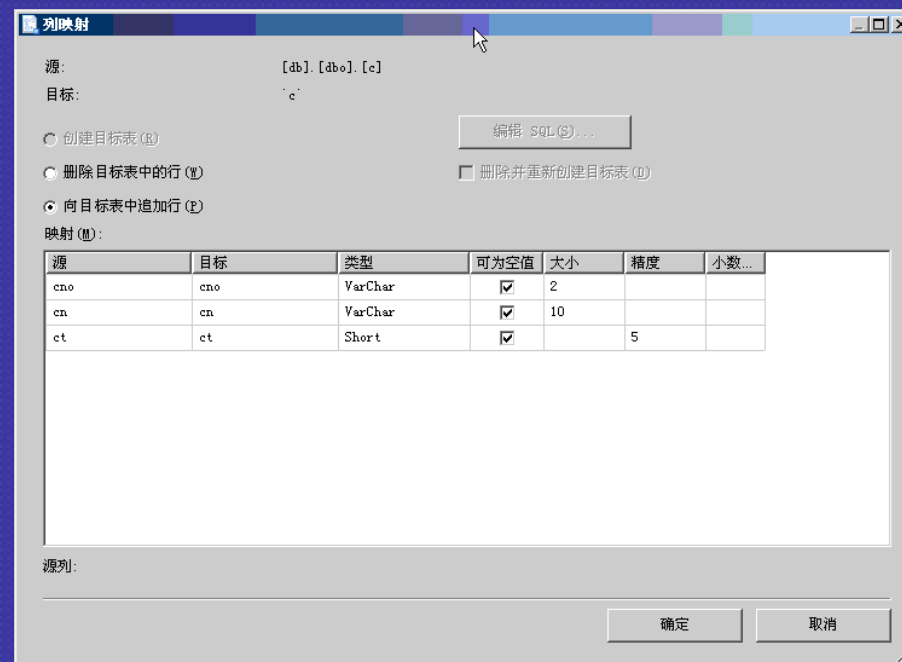 列映射
源: [db].[dbo].[c]
目标: `c`
创建目标表(R) 编辑 SQL(S)...
删除目标表中的行(W) 删除并重新创建目标表(D)
向目标表中追加行(P)
映射(M):
源 目标 类型 可为空值 大小 精度 小数...
cno cno VarChar 2
cn cn VarChar 10
ct ct Short 5
源列:
确定 取消